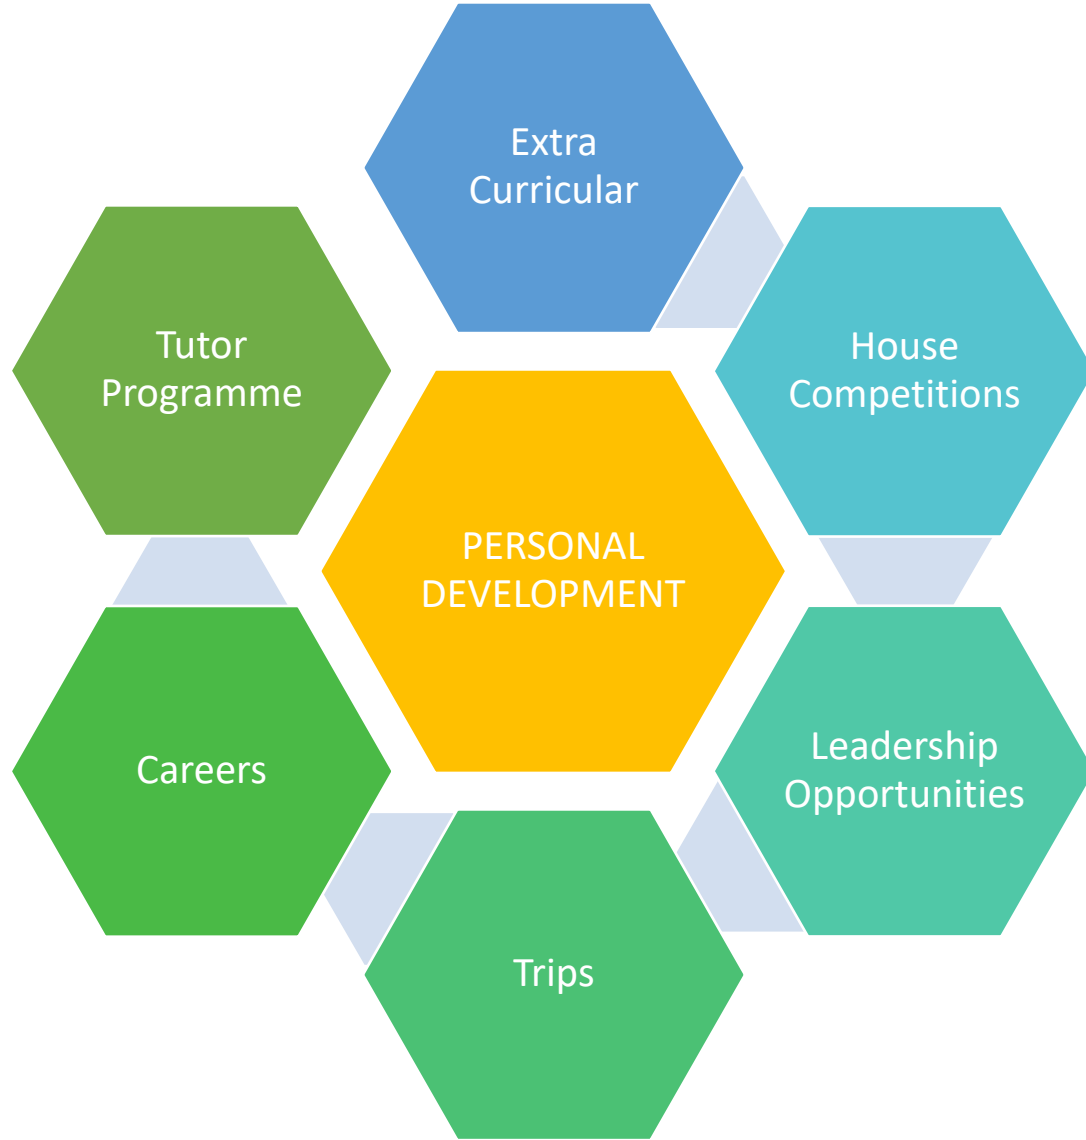 Extra
Curricular
House
Competitions
Leadership
Opportunities
Trips
Careers
Tutor
Programme
PERSONAL
DEVELOPMENT